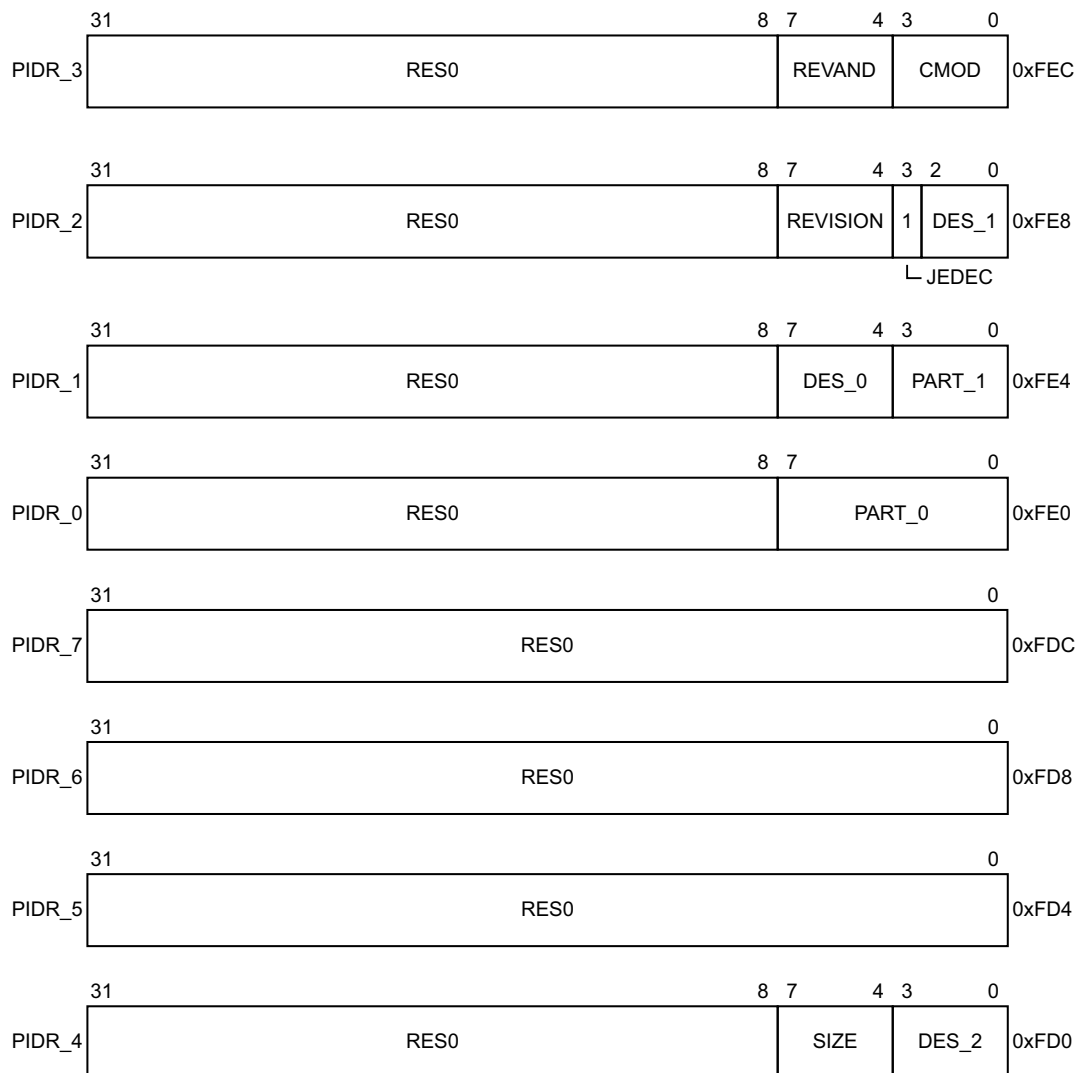 31 8 7 4 3 0
PIDR_3 RES0 REVAND CMOD 0xFEC
31 8 7 4 3 2 0
PIDR_2 RES0 REVISION 1 DES_1 0xFE8
JEDEC
31 8 7 4 3 0
PIDR_1 RES0 DES_0 PART_1 0xFE4
31 8 7 0
PIDR_0 RES0 PART_0 0xFE0
31 0
PIDR_7 RES0 0xFDC
31 0
PIDR_6 RES0 0xFD8
31 0
PIDR_5 RES0 0xFD4
31 8 7 4 3 0
PIDR_4 RES0 SIZE DES_2 0xFD0